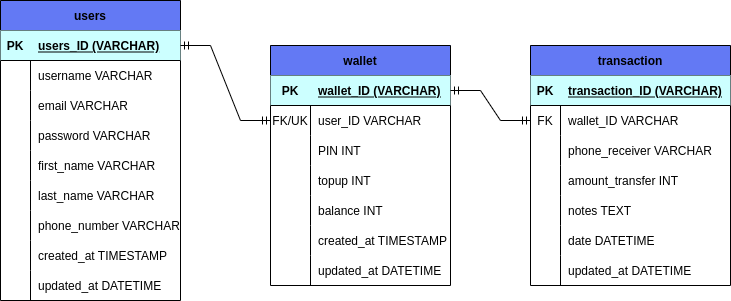 users
PK users_ID (VARCHAR)
username VARCHAR
email VARCHAR
password VARCHAR
first_name VARCHAR
last_name VARCHAR
phone_number VARCHAR
created_at TIMESTAMP
updated_at DATETIME
wallet
PK wallet_ID (VARCHAR)
FK/UK user_ID VARCHAR
PIN INT
topup INT
balance INT
created_at TIMESTAMP
updated_at DATETIME
transaction
PK transaction_ID (VARCHAR)
FK wallet_ID VARCHAR
phone_receiver VARCHAR
amount_transfer INT
notes TEXT
date DATETIME
updated_at DATETIME